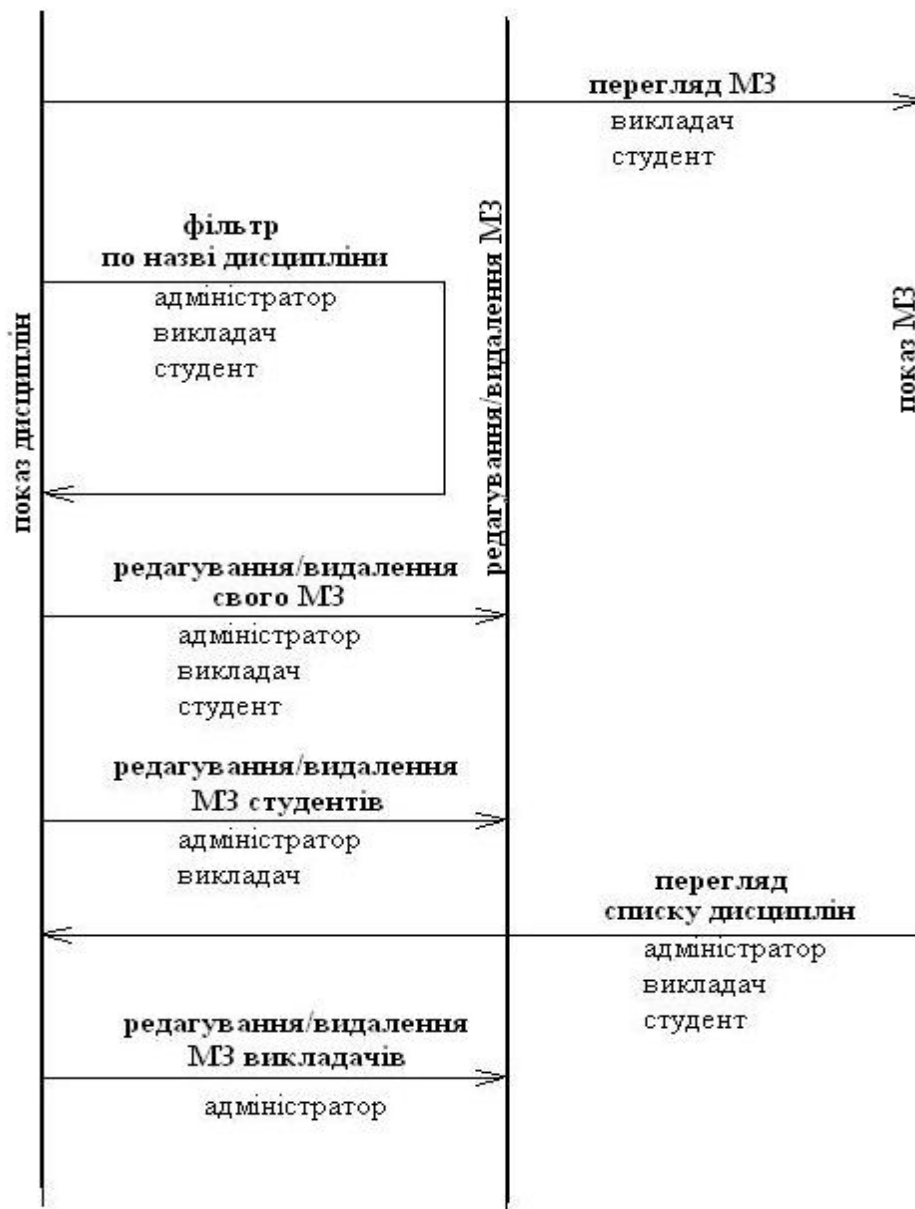 перегляд МЗ
викладач
студент
фільтр
по назві дисципліни
адміністратор
викладач
студент
показ дисциплін
редагування/видалення МЗ
показ МЗ
редагування/видалення
свого МЗ
адміністратор
викладач
студент
редагування/видалення
МЗ студентів
адміністратор
викладач
перегляд
списку дисциплін
адміністратор
викладач
студент
редагування/видалення
МЗ викладачів
адміністратор